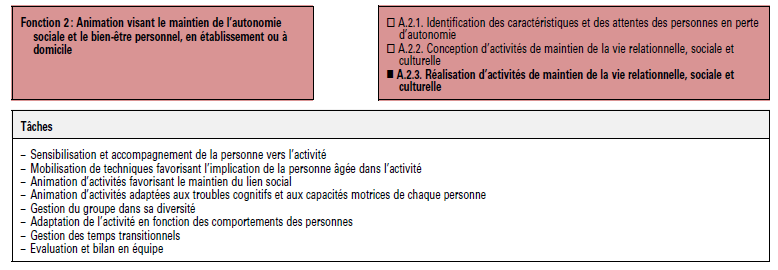 Fonction 2 : Animation visant le maintien de l'autonomie
sociale et le bien-être personnel, en établissement ou à
domicile
□ A.2.1. Identification des caractéristiques et des attentes des personnes en perte
d'autonomie
□ A.2.2. Conception d'activités de maintien de la vie relationnelle, sociale et
culturelle
■ A.2.3. Réalisation d'activités de maintien de la vie relationnelle, sociale et
culturelle
Tâches
– Sensibilisation et accompagnement de la personne vers l'activité
– Mobilisation de techniques favorisant l'implication de la personne âgée dans l'activité
– Animation d'activités favorisant le maintien du lien social
– Animation d'activités adaptées aux troubles cognitifs et aux capacités motrices de chaque personne
– Gestion du groupe dans sa diversité
– Adaptation de l'activité en fonction des comportements des personnes
– Gestion des temps transitionnels
– Evaluation et bilan en équipe